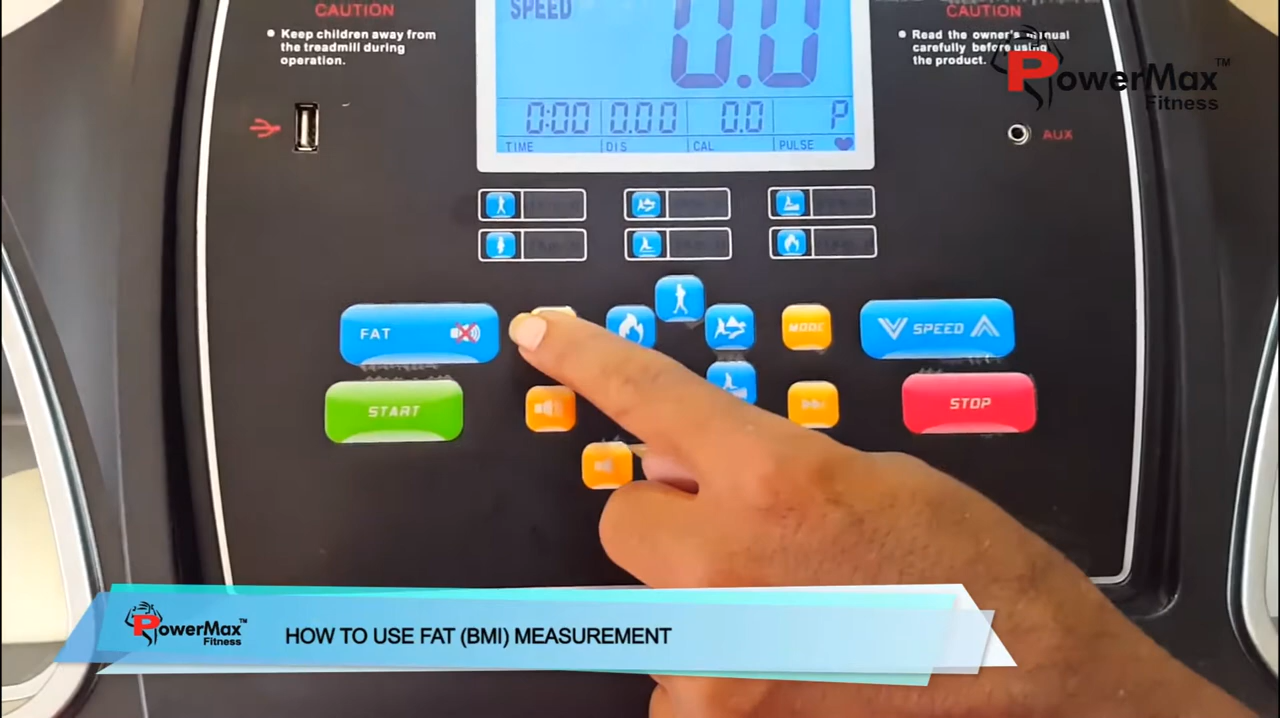 CAUTION
• Keep children away from
the treadmill during
operation.
SPEED
0.0
CAUTION
• Read the owner's manual
carefully before using
the product.
PowerMax™
Fitness
AUX
0:00 0.00 0.0 P
TIME DIS CAL PULSE
FAT
MODE
SPEED
START
STOP
PowerMax™
Fitness
HOW TO USE FAT (BMI) MEASUREMENT